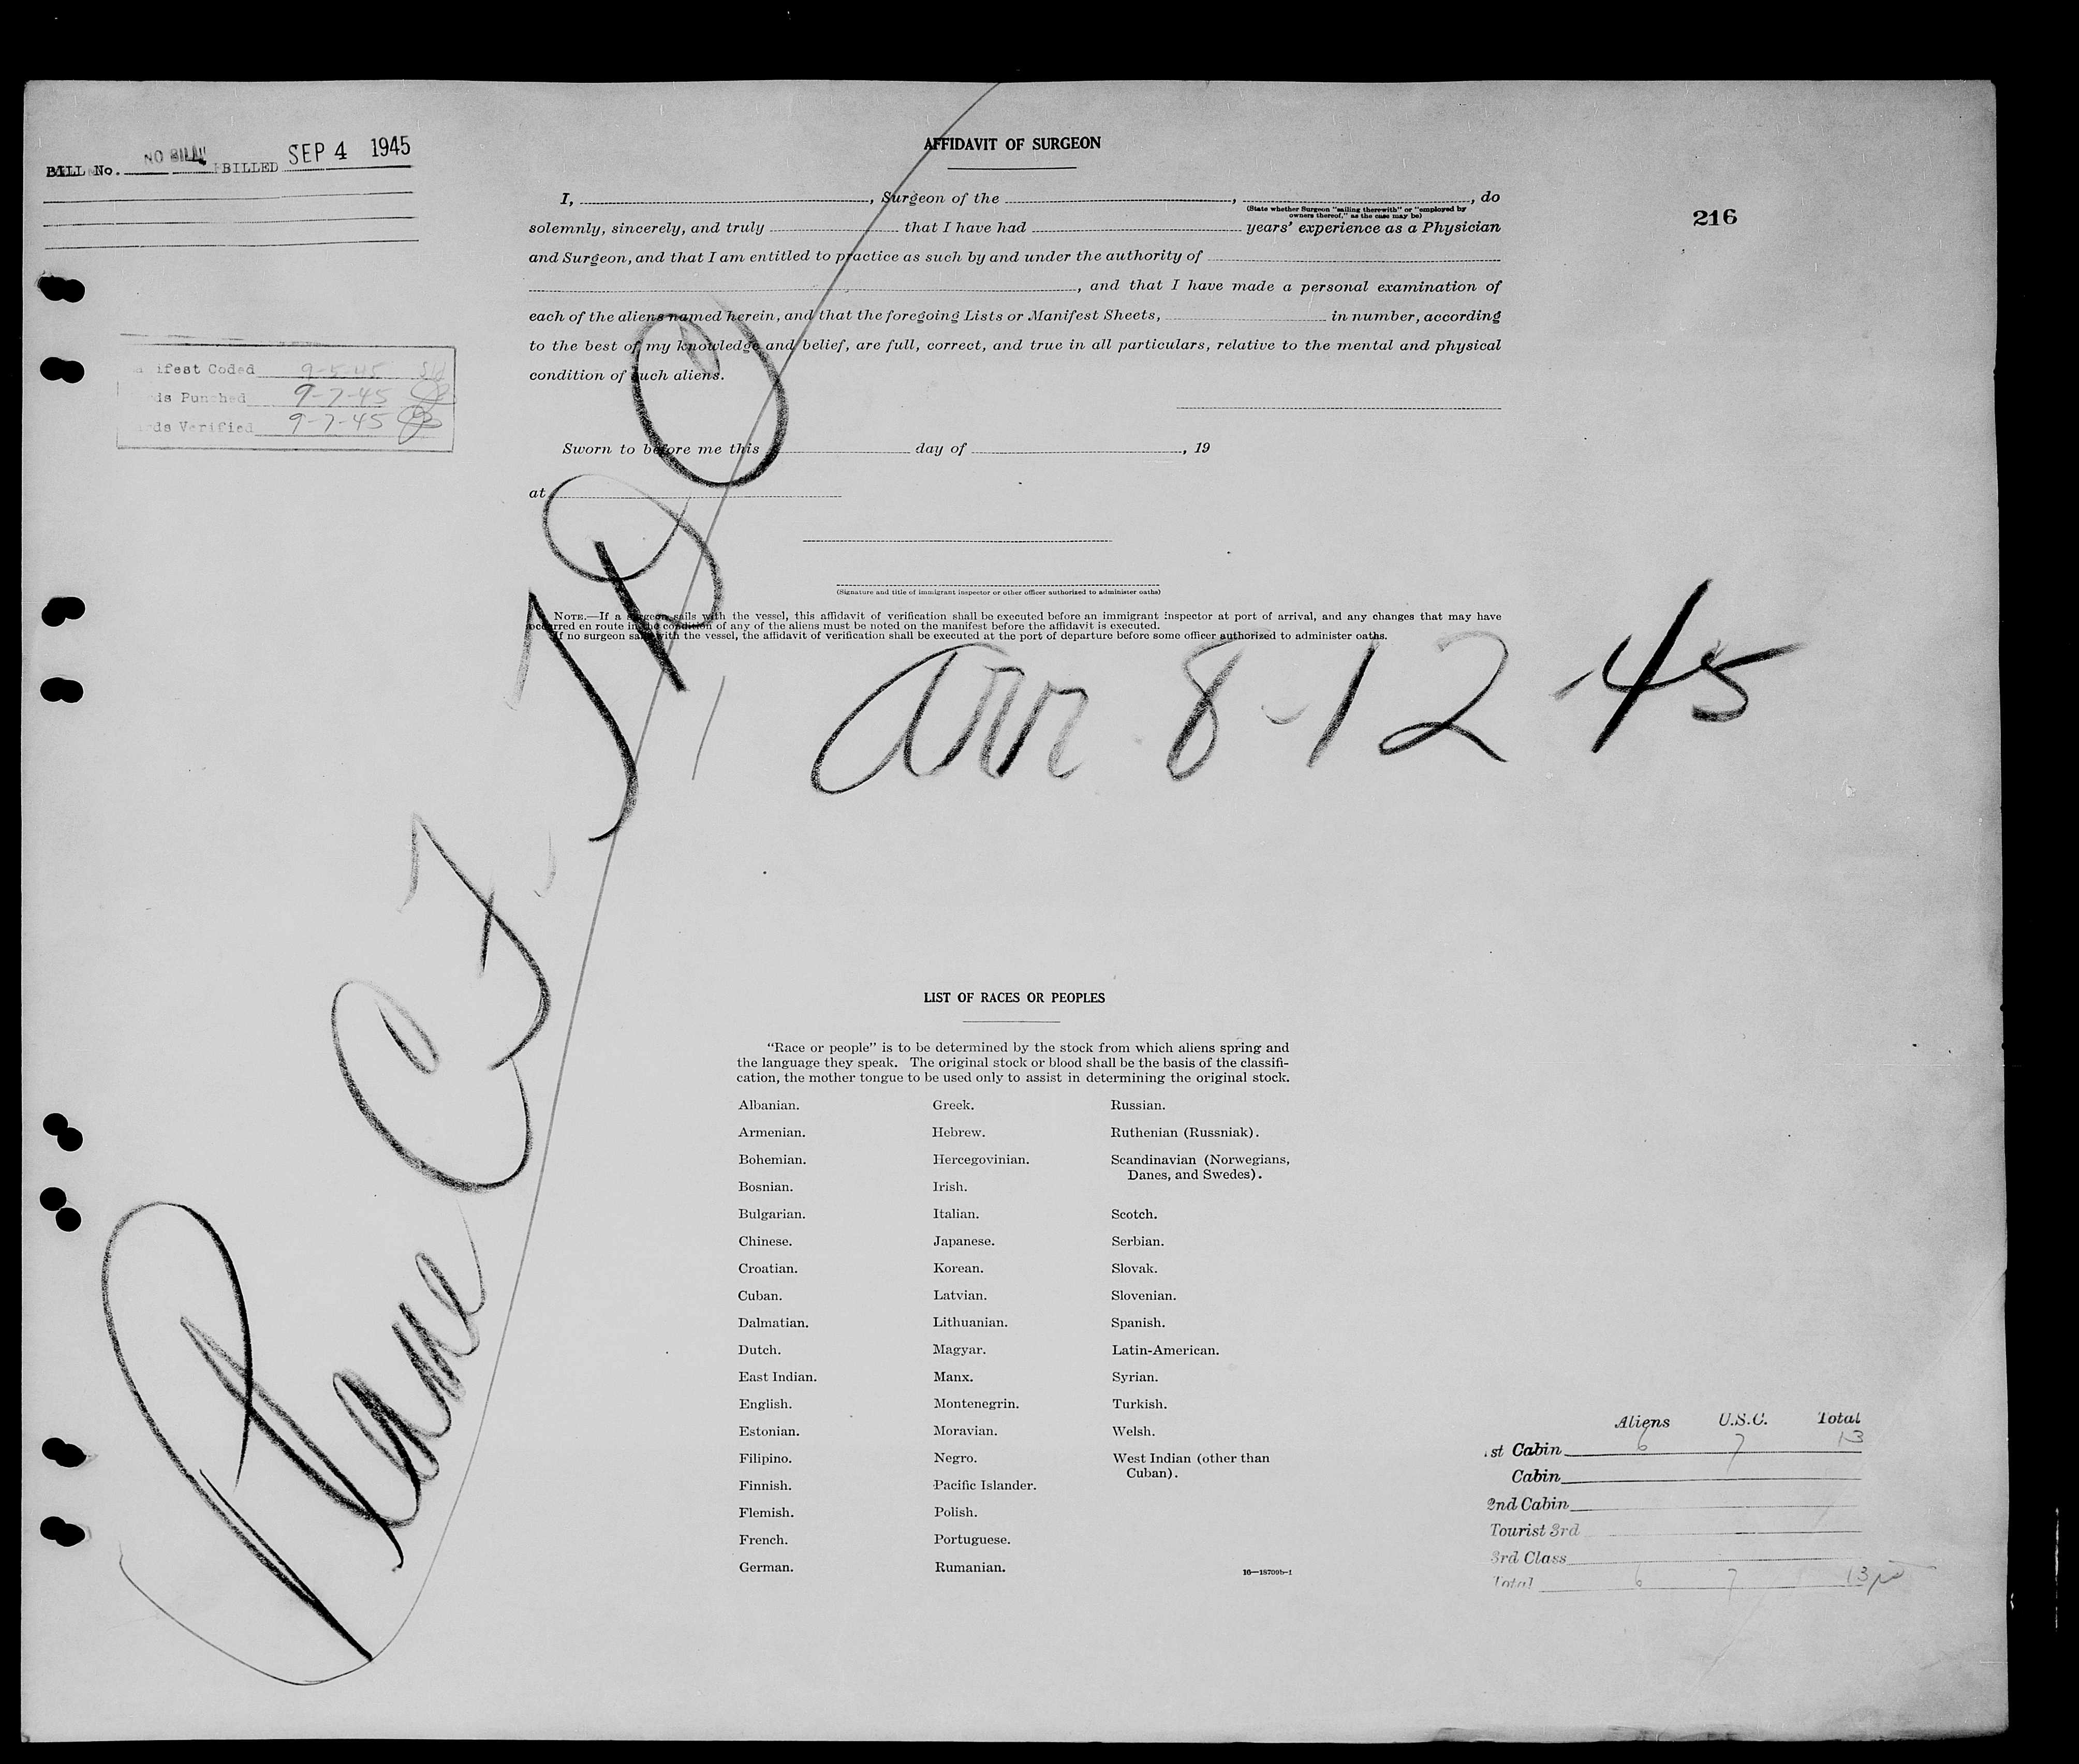 BILL No. NO BILL BILLED SEP 4 1945
AFFIDAVIT OF SURGEON
216
I, , Surgeon of the , , do
(State whether Surgeon "sailing therewith" or "employed by
owners thereof," as the case may be)
solemnly, sincerely, and truly that I have had years' experience as a Physician
and Surgeon, and that I am entitled to practice as such by and under the authority of
, and that I have made a personal examination of
each of the aliens named herein, and that the foregoing Lists or Manifest Sheets, in number, according
to the best of my knowledge and belief, are full, correct, and true in all particulars, relative to the mental and physical
condition of such aliens.
ifest Coded 9-5-45
ds Punched 9-7-45
rds Verified 9-7-45
Sworn to before me this day of , 19
at
(Signature and title of immigrant inspector or other officer authorized to administer oaths)
NOTE.—If a surgeon sails with the vessel, this affidavit of verification shall be executed before an immigrant inspector at port of arrival, and any changes that may have
occurred en route in the condition of any of the aliens must be noted on the manifest before the affidavit is executed.
If no surgeon sails with the vessel, the affidavit of verification shall be executed at the port of departure before some officer authorized to administer oaths.
arr 8-12-45
Plane
LIST OF RACES OR PEOPLES
"Race or people" is to be determined by the stock from which aliens spring and
the language they speak. The original stock or blood shall be the basis of the classifi-
cation, the mother tongue to be used only to assist in determining the original stock.
Albanian. Greek. Russian.
Armenian. Hebrew. Ruthenian (Russniak).
Bohemian. Hercegovinian. Scandinavian (Norwegians,
Danes, and Swedes).
Bosnian. Irish.
Bulgarian. Italian. Scotch.
Chinese. Japanese. Serbian.
Croatian. Korean. Slovak.
Cuban. Latvian. Slovenian.
Dalmatian. Lithuanian. Spanish.
Dutch. Magyar. Latin-American.
East Indian. Manx. Syrian.
English. Montenegrin. Turkish.
Estonian. Moravian. Welsh.
Filipino. Negro. West Indian (other than
Cuban).
Finnish. Pacific Islander.
Flemish. Polish.
French. Portuguese.
German. Rumanian.
16—18709b-1
Aliens U.S.C. Total
st Cabin 6 7 13
Cabin
2nd Cabin
Tourist 3rd
3rd Class
Total 6 7 13